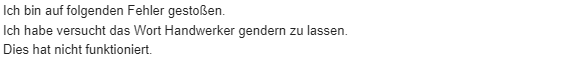 Ich bin auf folgenden Fehler gestoßen.
Ich habe versucht das Wort Handwerker gendern zu lassen.
Dies hat nicht funktioniert.